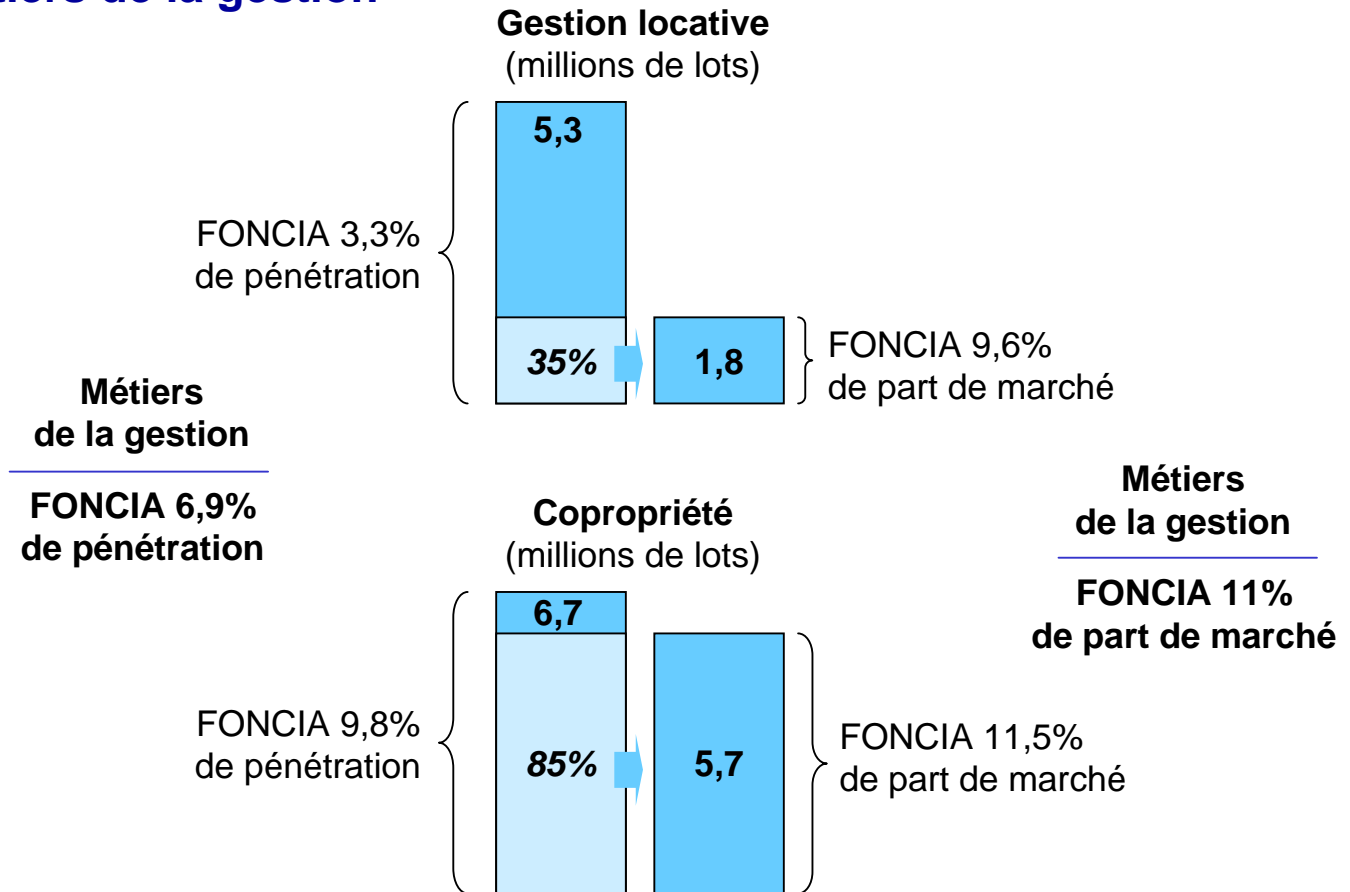 de la gestion
Gestion locative
(millions de lots)
5,3
FONCIA 3,3%
de pénétration
35%
1,8
FONCIA 9,6%
de part de marché
Métiers
de la gestion
FONCIA 6,9%
de pénétration
Copropriété
(millions de lots)
6,7
FONCIA 9,8%
de pénétration
85%
5,7
FONCIA 11,5%
de part de marché
Métiers
de la gestion
FONCIA 11%
de part de marché